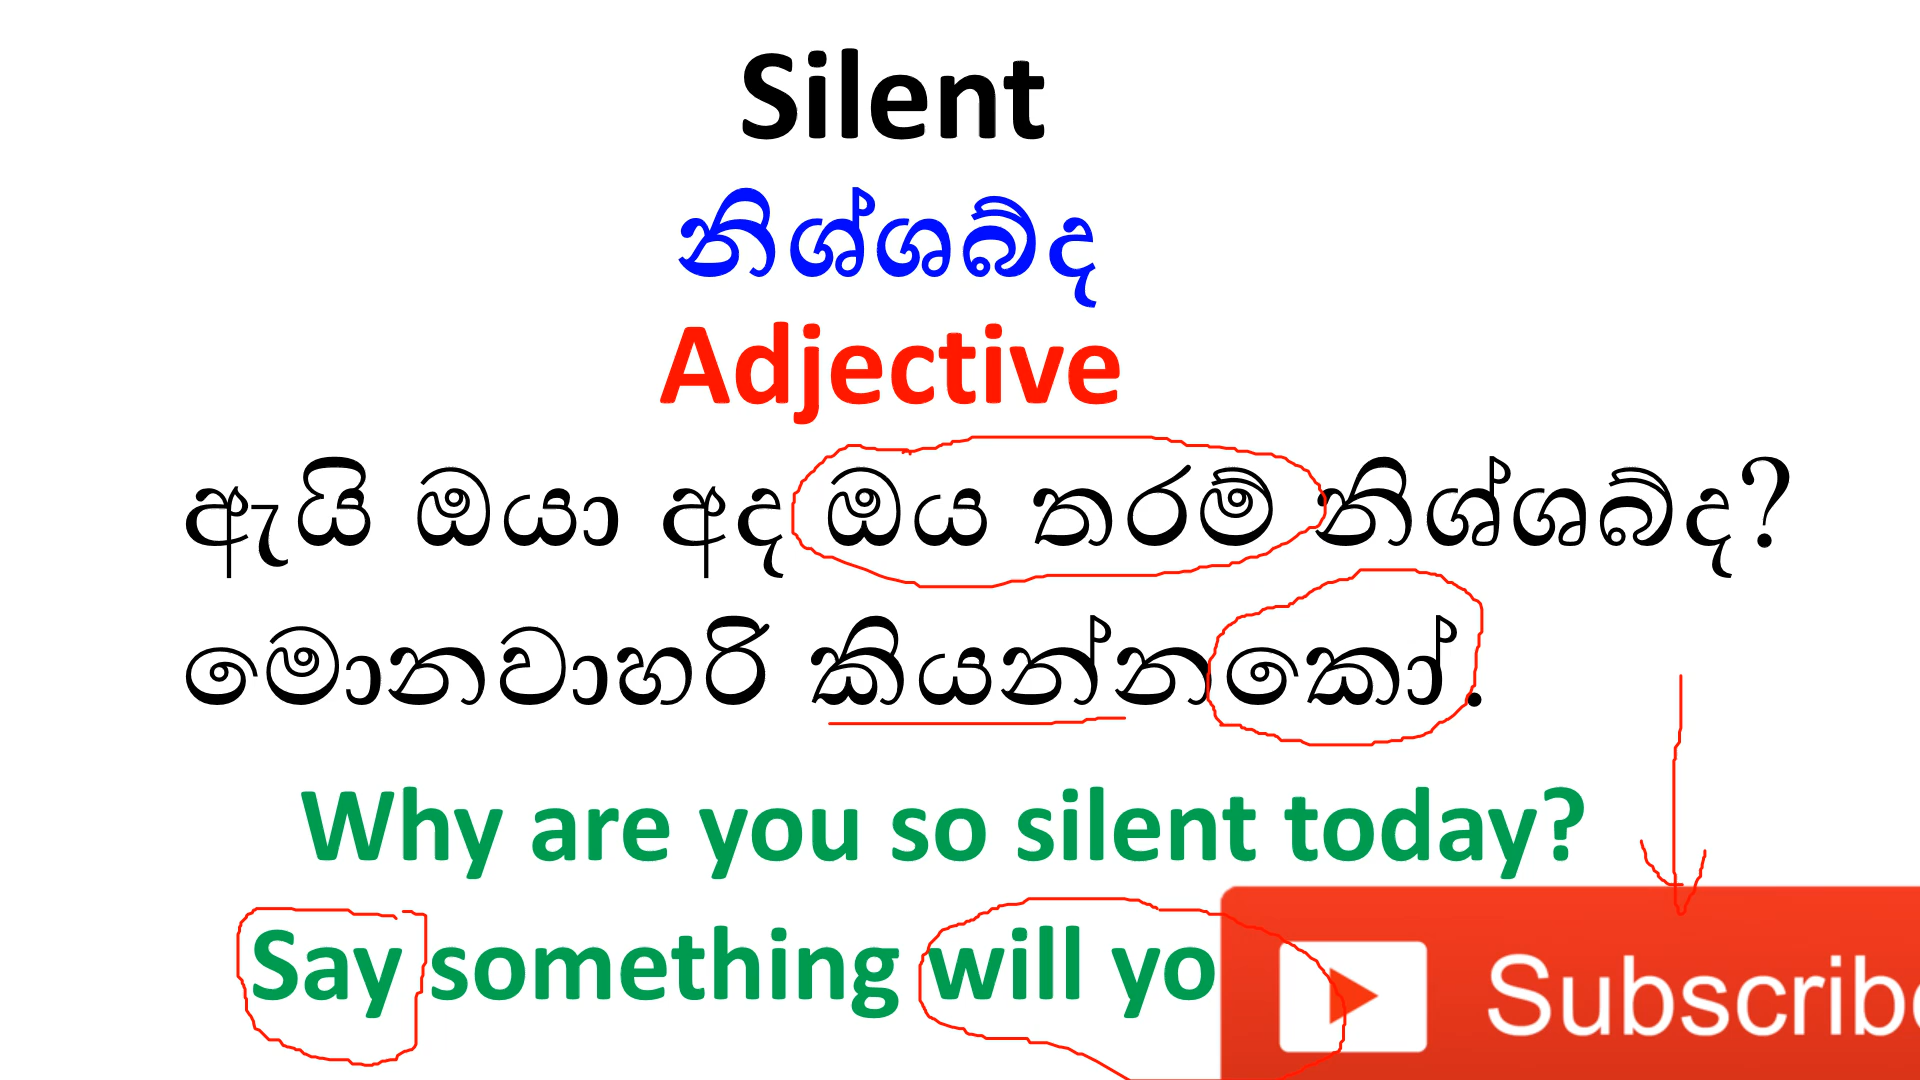 Silent
නිශ්ශබ්ද
Adjective
ඇයි ඔයා අද ඔය තරම් නිශ්ශබ්ද?
මොනවාහරි කියන්නකෝ.
Why are you so silent today?
Say something will yo
Subscribe